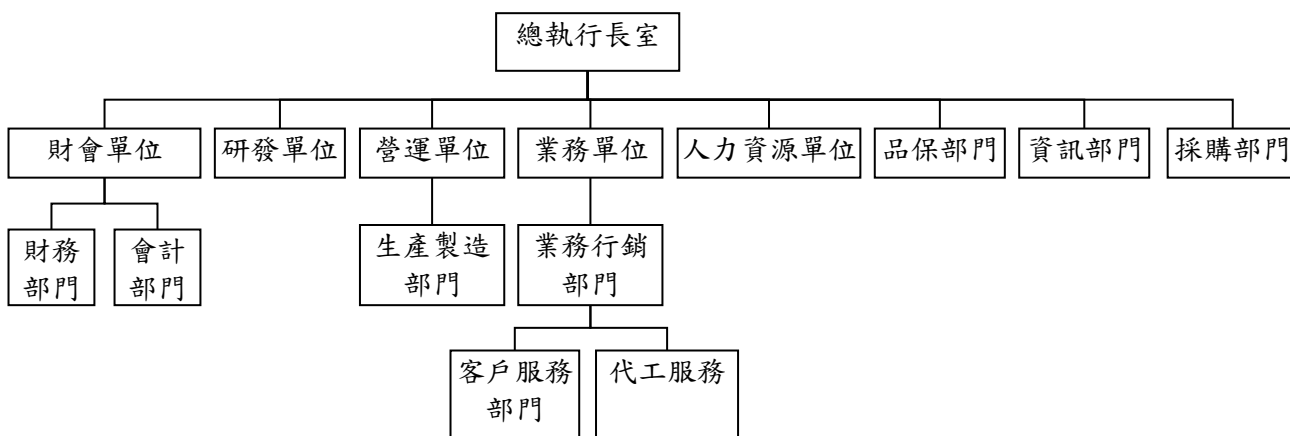 總執行長室
財會單位
研發單位
營運單位
業務單位
人力資源單位
品保部門
資訊部門
採購部門
財務
部門
會計
部門
生產製造
部門
業務行銷
部門
客戶服務
部門
代工服務